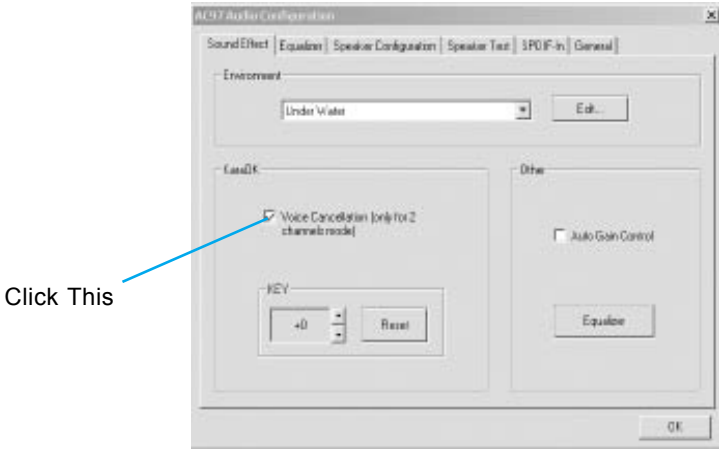 AC97 Audio Configuration
Sound Effect Equalizer Speaker Configuration Speaker Test SPDIF-In General
Environment
Under Water Edit...
KaraOK
Other
Voice Cancellation (only for 2
channels mode)
Auto Gain Control
Click This
KEY
+0 Reset
Equalizer
OK